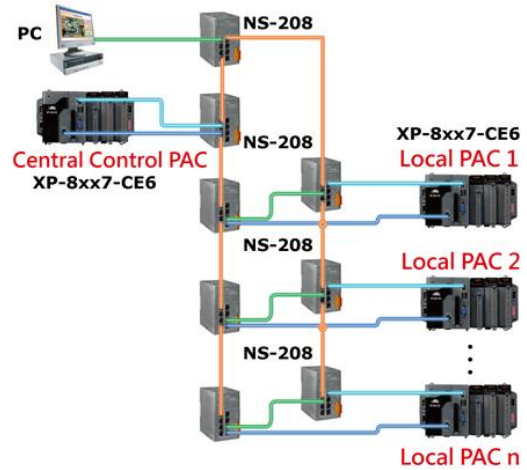 PC
NS-208
NS-208
Central Control PAC
XP-8xx7-CE6
XP-8xx7-CE6
Local PAC 1
NS-208
Local PAC 2
NS-208
Local PAC n